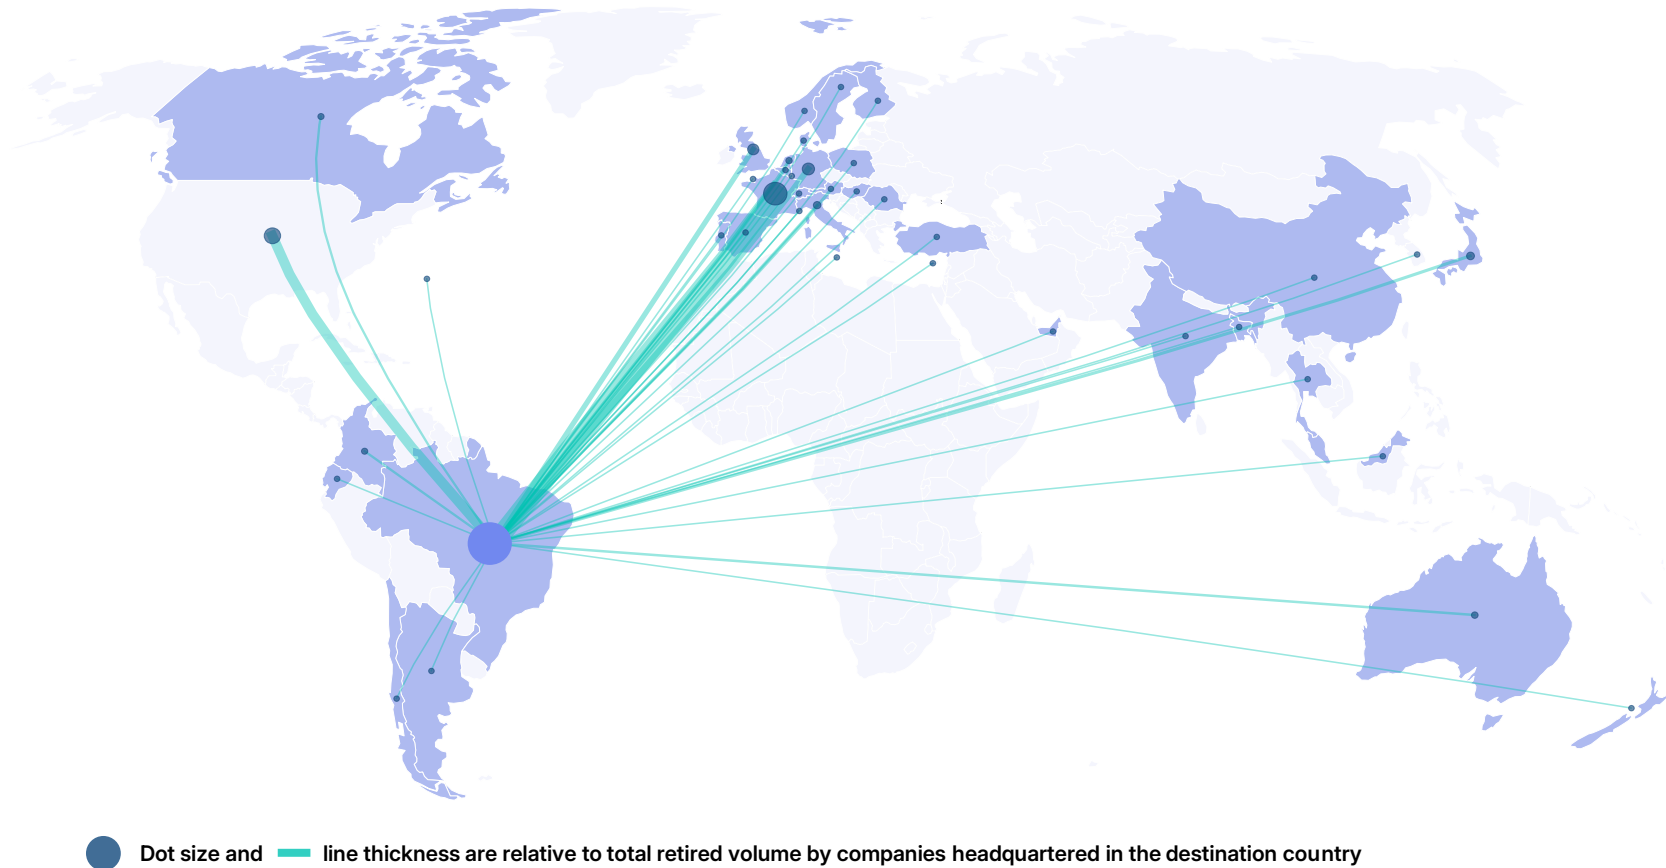 Dot size and line thickness are relative to total retired volume by companies headquartered in the destination country